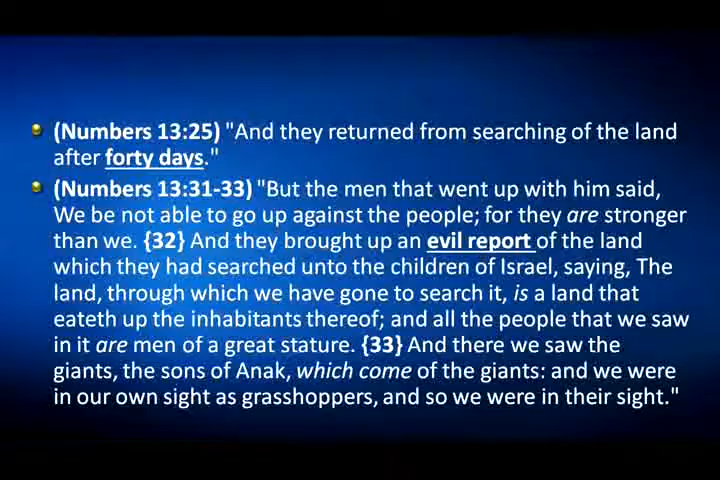 (Numbers 13:25) "And they returned from searching of the land
after forty days."
(Numbers 13:31-33) "But the men that went up with him said,
We be not able to go up against the people; for they are stronger
than we. {32} And they brought up an evil report of the land
which they had searched unto the children of Israel, saying, The
land, through which we have gone to search it, is a land that
eateth up the inhabitants thereof; and all the people that we saw
in it are men of a great stature. {33} And there we saw the
giants, the sons of Anak, which come of the giants: and we were
in our own sight as grasshoppers, and so we were in their sight."